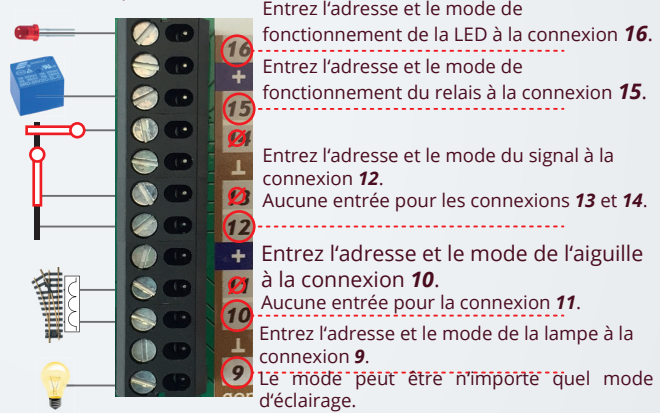 Entrez l'adresse et le mode de
fonctionnement de la LED à la connexion 16.
16
Entrez l'adresse et le mode de
+
fonctionnement du relais à la connexion 15.
15
14
Entrez l'adresse et le mode du signal à la
⊥
connexion 12.
13
Aucune entrée pour les connexions 13 et 14.
12
+
Entrez l'adresse et le mode de l'aiguille
à la connexion 10.
11
Aucune entrée pour la connexion 11.
10
Entrez l'adresse et le mode de la lampe à la
⊥
connexion 9.
9
Le mode peut être n'importe quel mode
d'éclairage.